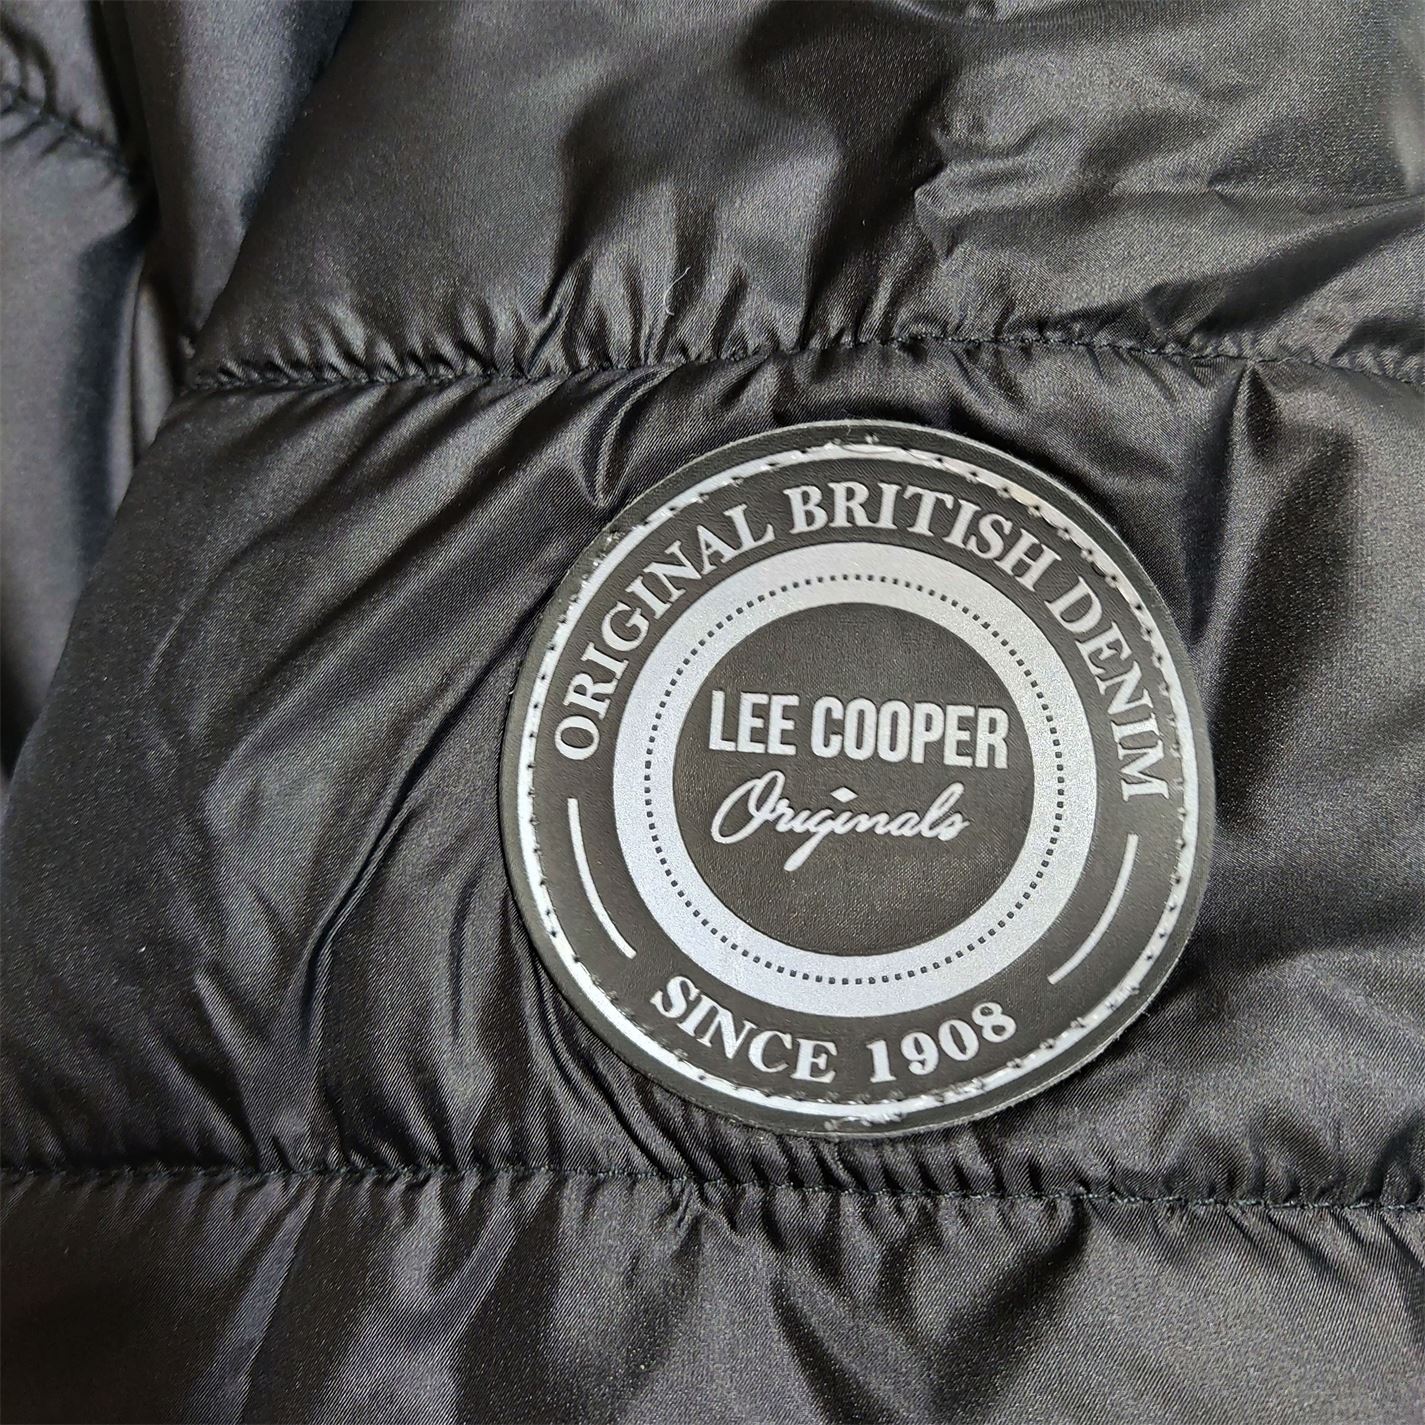 ORIGINAL BRITISH DENIM
LEE COOPER
Originals
SINCE 1908